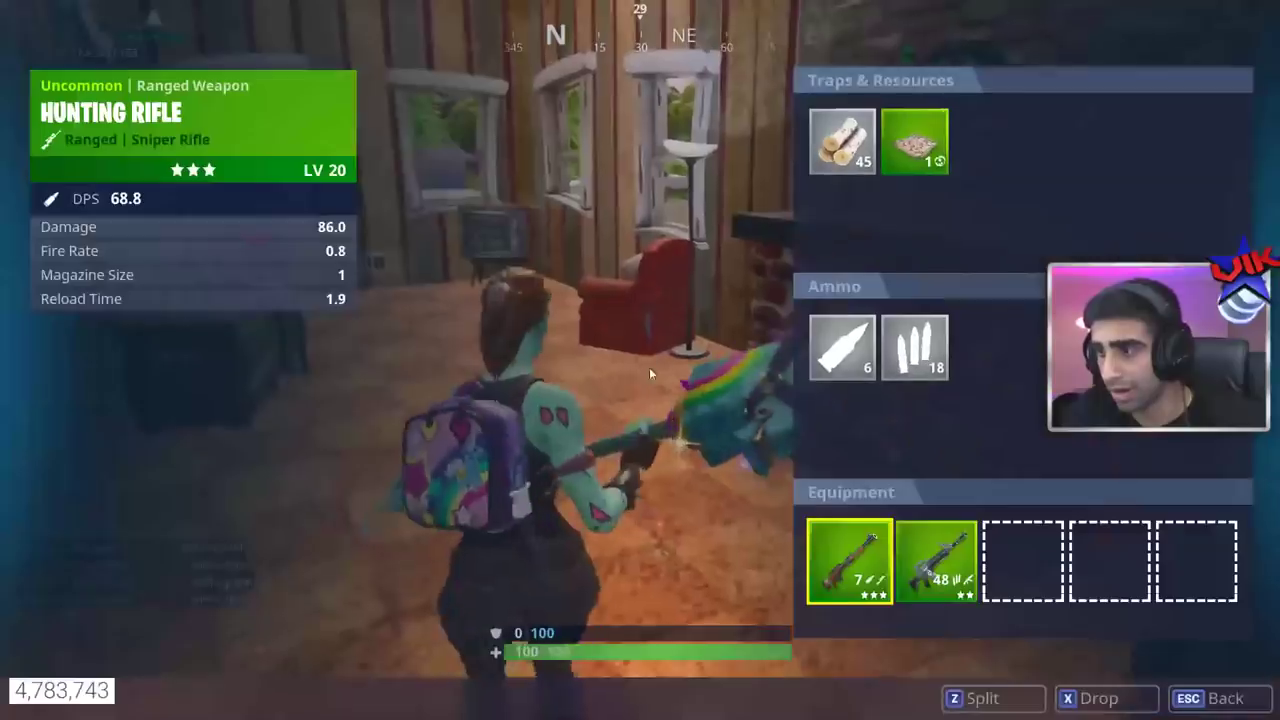 29
345 N 15 30 NE 60
Uncommon | Ranged Weapon
HUNTING RIFLE
Ranged | Sniper Rifle
LV 20
DPS 68.8
Damage 86.0
Fire Rate 0.8
Magazine Size 1
Reload Time 1.9
Traps & Resources
45 1
Ammo
6 18
Equipment
7 48
0 100
100 100
4,783,743
Z Split X Drop ESC Back